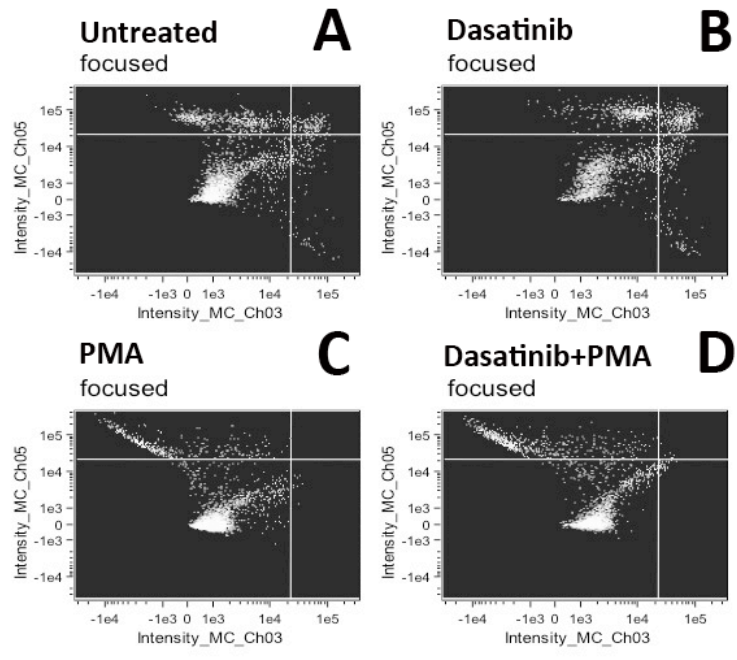 Untreated A
focused
Intensity_MC_Ch05
1e5
1e4
1e3
0
-1e3
-1e4
-1e4 -1e3 0 1e3 1e4 1e5
Intensity_MC_Ch03
Dasatinib B
focused
Intensity_MC_Ch05
1e5
1e4
1e3
0
-1e3
-1e4
-1e4 -1e3 0 1e3 1e4 1e5
Intensity_MC_Ch03
PMA C
focused
Intensity_MC_Ch05
1e5
1e4
1e3
0
-1e3
-1e4
-1e4 -1e3 0 1e3 1e4 1e5
Intensity_MC_Ch03
Dasatinib+PMA D
focused
Intensity_MC_Ch05
1e5
1e4
1e3
0
-1e3
-1e4
-1e4 -1e3 0 1e3 1e4 1e5
Intensity_MC_Ch03